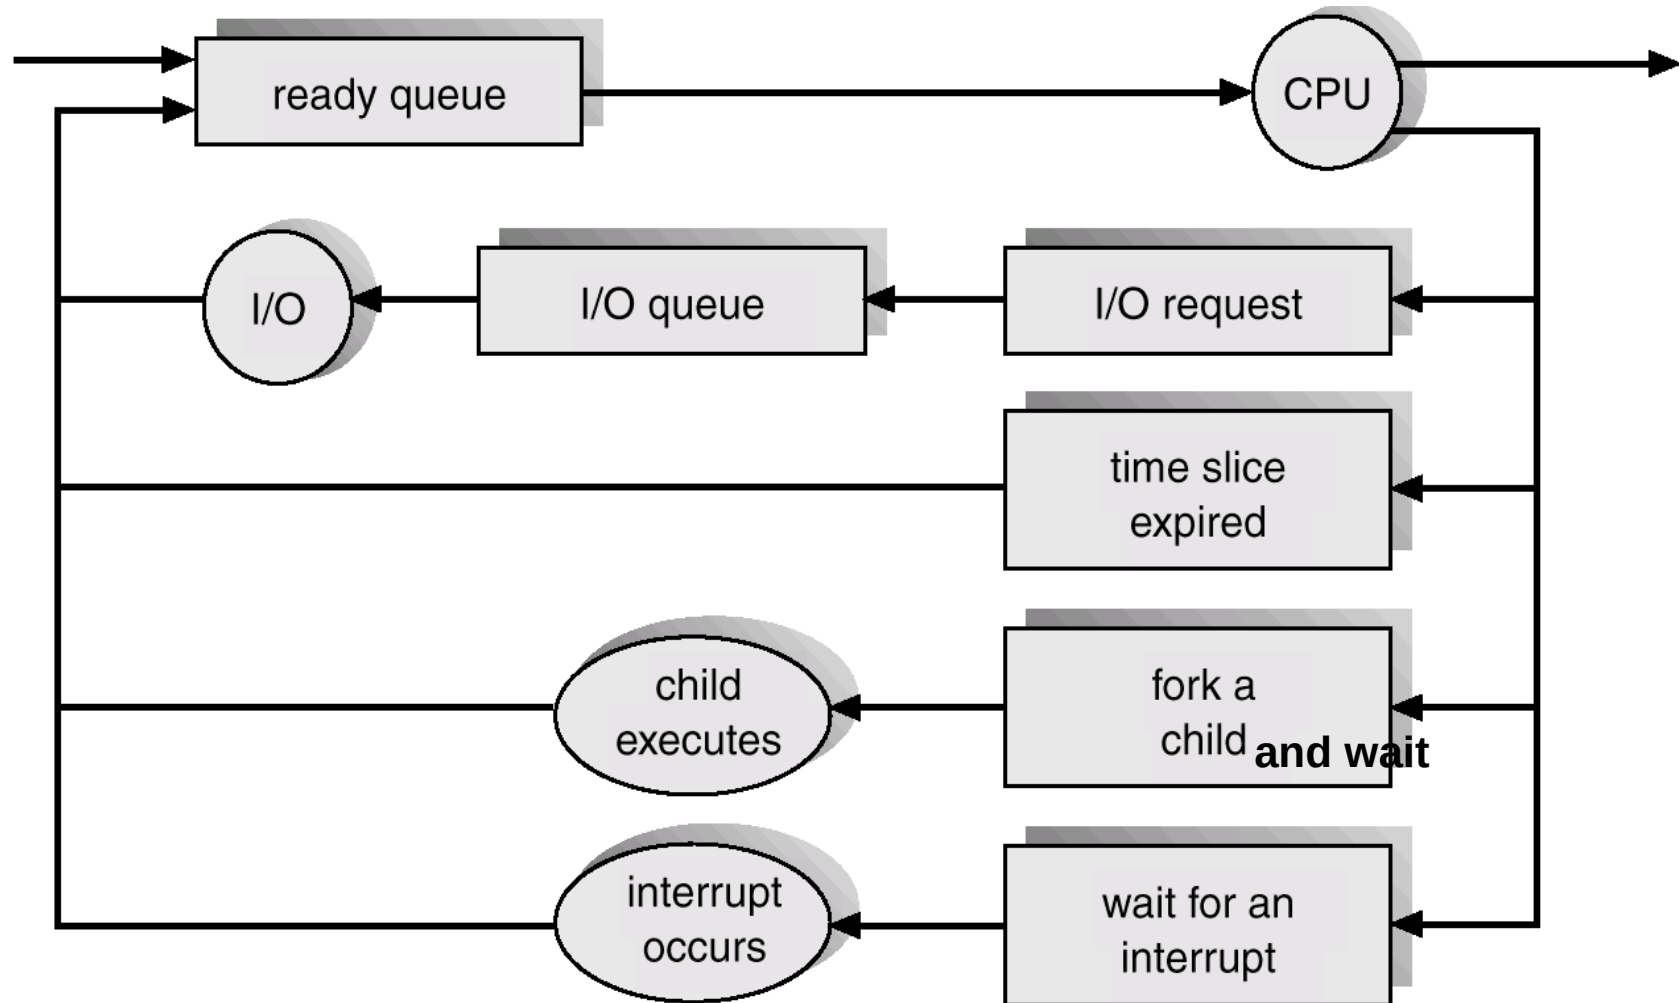 ready queue
CPU
I/O
I/O queue
I/O request
time slice
expired
child
executes
fork a
child and wait
interrupt
occurs
wait for an
interrupt